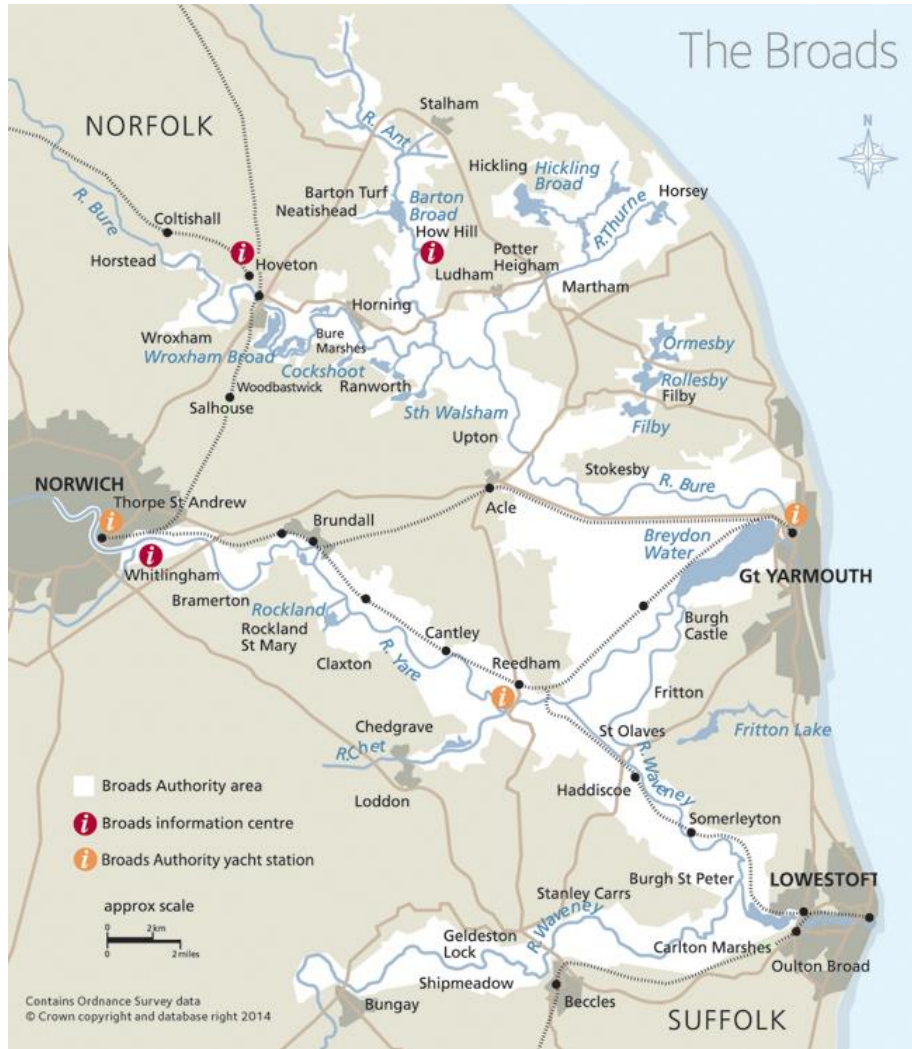 The Broads
N
NORFOLK
Stalham
R. Ant
Hickling
Hickling
Broad
Horsey
Barton Turf
Neatishead
Barton
Broad
R. Bure
R. Thurne
Coltishall
How Hill
Potter
Heigham
Ludham
Horstead
Hoveton
Martham
Horning
Wroxham
Bure
Marshes
Wroxham Broad
Cockshoot
Ormesby
Woodbastwick
Ranworth
Rollesby
Filby
Salhouse
Sth Walsham
Filby
Upton
Stokesby
R. Bure
NORWICH
Thorpe St Andrew
Acle
Brundall
Breydon
Water
Whitlingham
Gt YARMOUTH
Bramerton
Rockland
Rockland
St Mary
Burgh
Castle
Cantley
Claxton
R. Yare
Reedham
Fritton
Chedgrave
St Olaves
Fritton Lake
R.Chet
R.Waveney
Loddon
Haddiscoe
Somerleyton
Broads Authority area
Broads information centre
Broads Authority yacht station
Burgh St Peter
LOWESTOFT
Stanley Carrs
approx scale
0 2km
0 2miles
R.Waveney
Geldeston
Lock
Carlton Marshes
Oulton Broad
Shipmeadow
Bungay
Beccles
SUFFOLK
Contains Ordnance Survey data
© Crown copyright and database right 2014
i
i
i
i
i
i
i
i